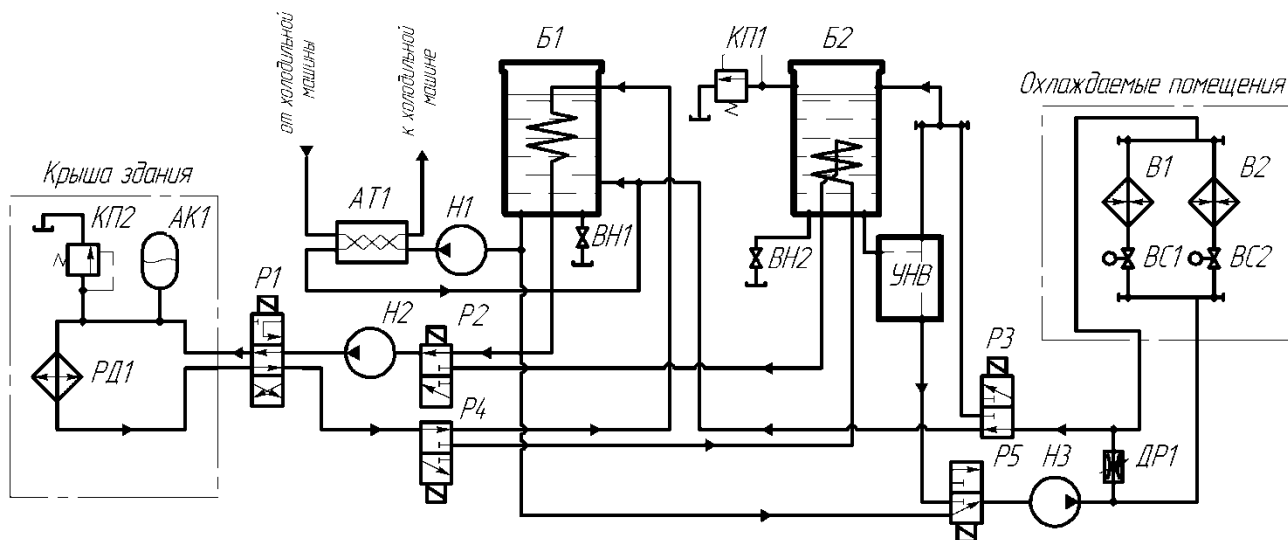 от холодильной
машины
к холодильной
машине
Б1
КП1
Б2
Охлаждаемые помещения
Крыша здания
КП2
АК1
АТ1
Н1
ВН1
ВН2
УНВ
В1
В2
ВС1
ВС2
Р1
Н2
Р2
Р3
РД1
Р4
Р5
Н3
ДР1